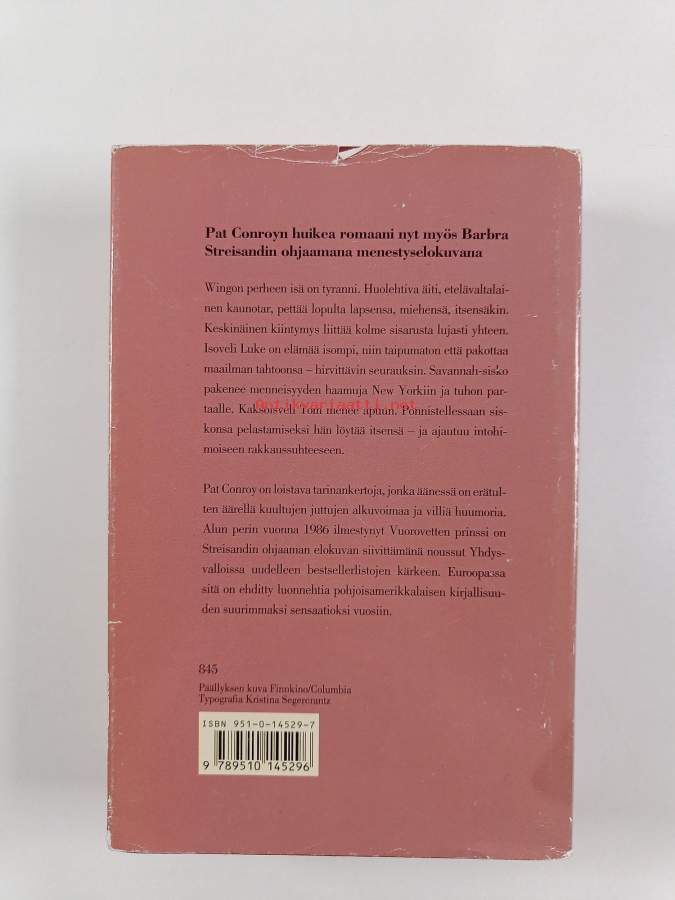 Pat Conroyn huikea romaani nyt myös Barbra
Streisandin ohjaamana menestyselokuvana
Wingon perheen isä on tyranni. Huolehtiva äiti, etelävaltalai-
nen kaunotar, pettää lopulta lapsensa, miehensä, itsensäkin.
Keskinäinen kiintymys liittää kolme sisarusta lujasti yhteen.
Isoveli Luke on elämää isompi, niin taipumaton että pakottaa
maailman tahtoonsa – hirvittävin seurauksin. Savannah-sisko
pakenee menneisyyden haamuja New Yorkiin ja tuhon par-
taalle. Kaksoisveli Tom menee apuun. Ponnistellessaan sis-
konsa pelastamiseksi hän löytää itsensä – ja ajautuu intohi-
moiseen rakkaussuhteeseen.
Antikvariaatti.net
Pat Conroy on loistava tarinankertoja, jonka äänessä on erätul-
ten äärellä kuultujen juttujen alkuvoimaa ja villiä huumoria.
Alun perin vuonna 1986 ilmestynyt Vuorovetten prinssi on
Streisandin ohjaaman elokuvan siivittämänä noussut Yhdys-
valloissa uudelleen bestsellerlistojen kärkeen. Euroopassa
sitä on ehditty luonnehtia pohjoisamerikkalaisen kirjallisuu-
den suurimmaksi sensaatioksi vuosiin.
845
Päällyksen kuva Finnkino/Columbia
Typografia Kristina Segercrantz
ISBN 951-0-14529-7
9 789510 145296